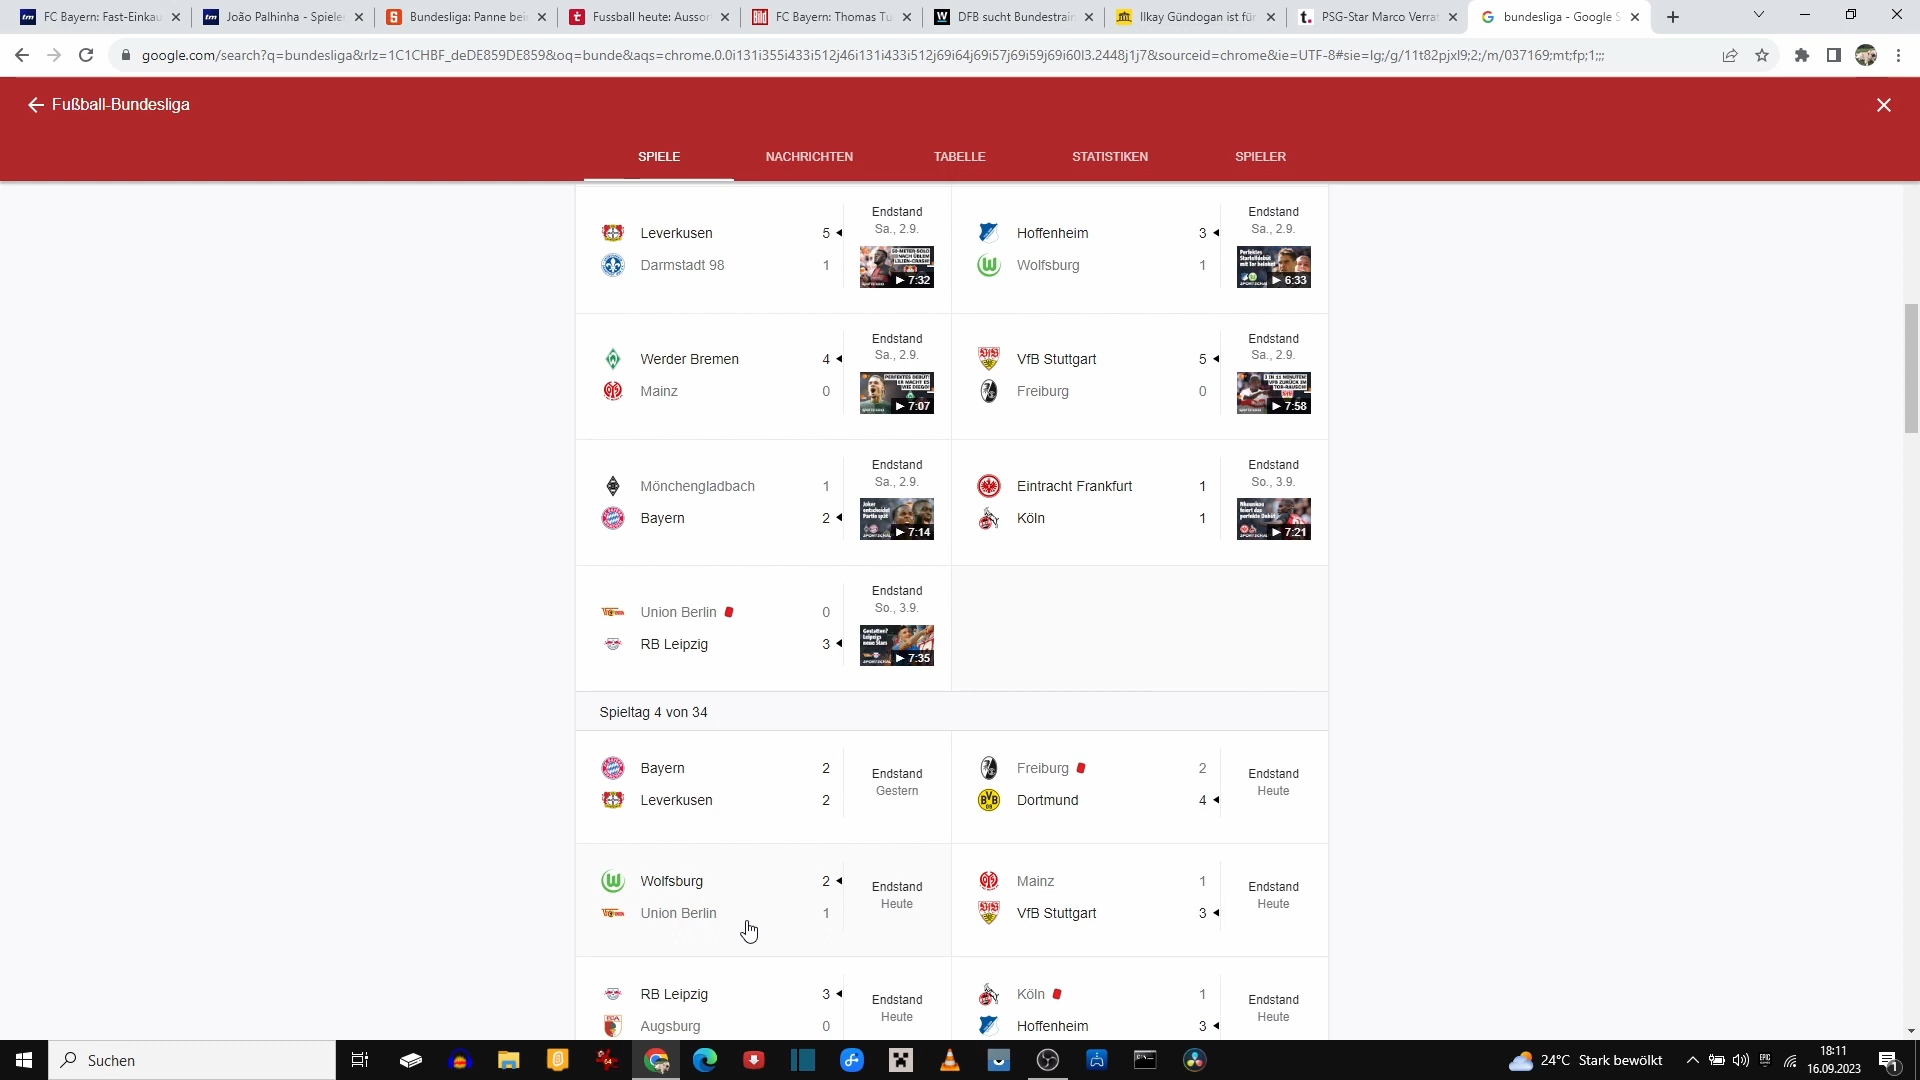 FC Bayern: Fast-Einkau
João Palhinha - Spieler
Bundesliga: Panne bei
Fussball heute: Aussor
FC Bayern: Thomas Tu
DFB sucht Bundestrain
Ilkay Gündogan ist für
PSG-Star Marco Verrat
bundesliga - Google S
google.com/search?q=bundesliga&rlz=1C1CHBF_deDE859DE859&oq=bunde&aqs=chrome.0.0i131i355i433i512j46i131i433i512j69i64j69i57j69i59j69i60l3.2448j1j7&sourceid=chrome&ie=UTF-8#sie=lg;/g/11t82pjxl9;2;/m/037169;mt;fp;1;;;
Fußball-Bundesliga
SPIELE NACHRICHTEN TABELLE STATISTIKEN SPIELER
Leverkusen 5
Darmstadt 98 1
Endstand
Sa., 2.9.
7:32
Hoffenheim 3
Wolfsburg 1
Endstand
Sa., 2.9.
6:33
Werder Bremen 4
Mainz 0
Endstand
Sa., 2.9.
7:07
VfB Stuttgart 5
Freiburg 0
Endstand
Sa., 2.9.
7:58
Mönchengladbach 1
Bayern 2
Endstand
Sa., 2.9.
7:14
Eintracht Frankfurt 1
Köln 1
Endstand
So., 3.9.
7:21
Union Berlin 0
RB Leipzig 3
Endstand
So., 3.9.
7:35
Spieltag 4 von 34
Bayern 2
Leverkusen 2
Endstand
Gestern
Freiburg 2
Dortmund 4
Endstand
Heute
Wolfsburg 2
Union Berlin 1
Endstand
Heute
Mainz 1
VfB Stuttgart 3
Endstand
Heute
RB Leipzig 3
Augsburg 0
Endstand
Heute
Köln 1
Hoffenheim 3
Endstand
Heute
Suchen
24°C Stark bewölkt
18:11
16.09.2023
1